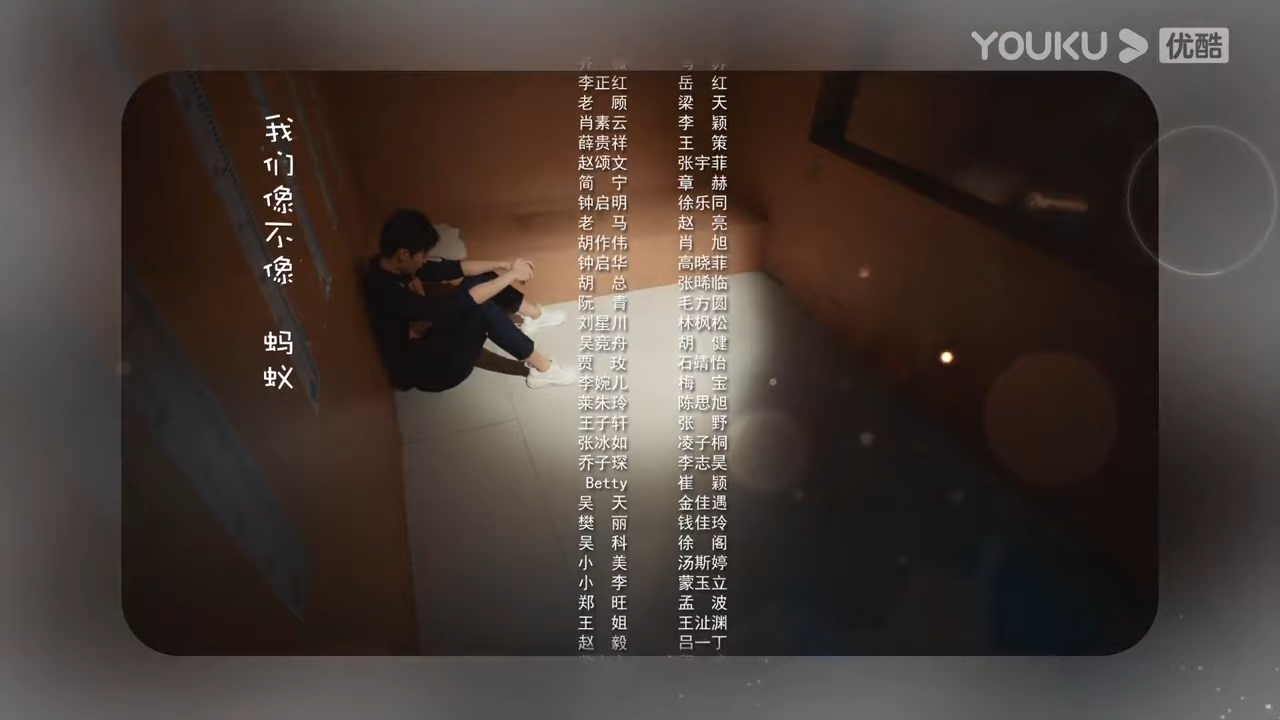 YOUKU 优酷
我们像不像 蚂蚁
李正红 岳红
老顾 梁天
肖素云 李颖
薛贵祥 王策
赵颂文 张宇菲
简宁 章赫
钟启明 徐乐同
老马 赵亮
胡作伟 肖旭
钟启华 高晓菲
胡总 张晞临
阮青 毛方圆
刘星川 林枫松
吴竞舟 胡健
贾玫 石靖怡
李婉儿 梅宝
莱朱玲 陈思旭
王子轩 张野
张冰如 凌子桐
乔子琛 李志昊
Betty 崔颖
吴天 金佳遇
樊丽 钱佳玲
吴科 徐阁
小美 汤斯婷
小李 蒙玉立
郑旺 孟波
王姐 王沚渊
赵毅 吕一丁